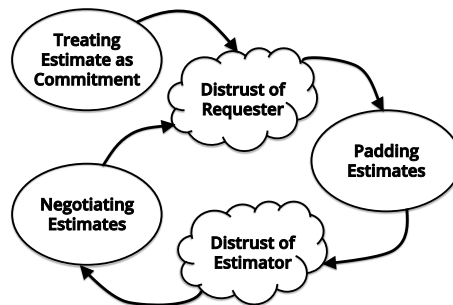 Treating
Estimate as
Commitment
Distrust of
Requester
Padding
Estimates
Negotiating
Estimates
Distrust of
Estimator